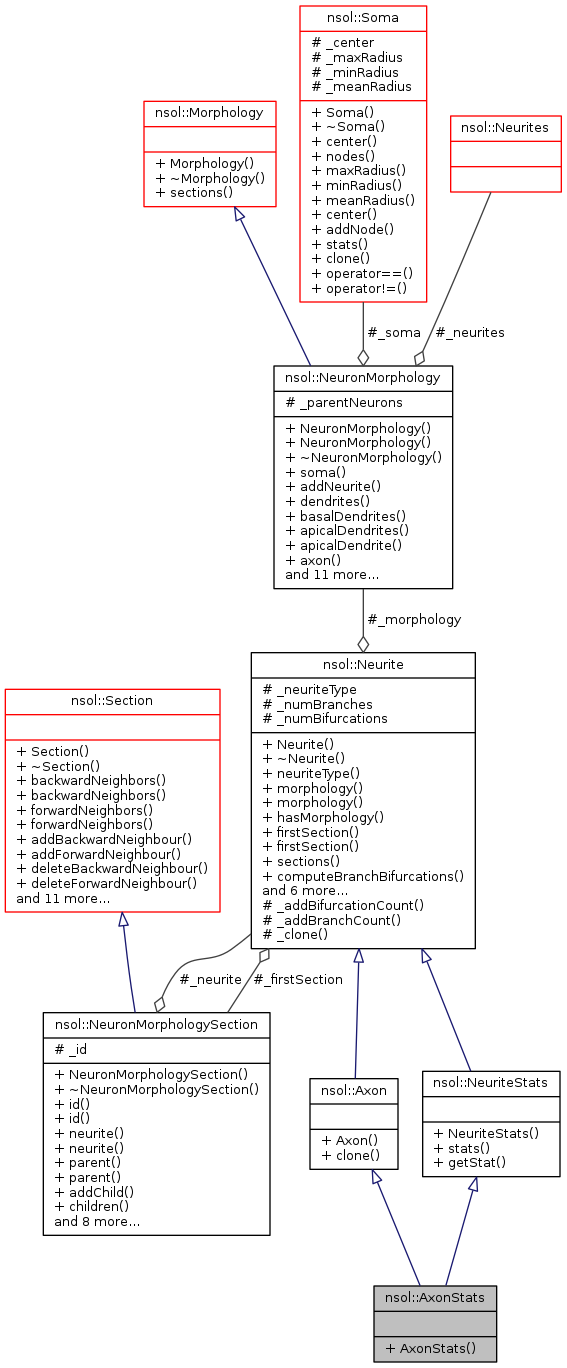 nsol::Soma
# _center
# _maxRadius
# _minRadius
# _meanRadius
+ Soma()
+ ~Soma()
+ center()
+ nodes()
+ maxRadius()
+ minRadius()
+ meanRadius()
+ center()
+ addNode()
+ stats()
+ clone()
+ operator==()
+ operator!=()
nsol::Morphology
+ Morphology()
+ ~Morphology()
+ sections()
nsol::Neurites
#_soma
#_neurites
nsol::NeuronMorphology
# _parentNeurons
+ NeuronMorphology()
+ NeuronMorphology()
+ ~NeuronMorphology()
+ soma()
+ addNeurite()
+ dendrites()
+ basalDendrites()
+ apicalDendrites()
+ apicalDendrite()
+ axon()
and 11 more...
#_morphology
nsol::Neurite
# _neuriteType
# _numBranches
# _numBifurcations
+ Neurite()
+ ~Neurite()
+ neuriteType()
+ morphology()
+ morphology()
+ hasMorphology()
+ firstSection()
+ firstSection()
+ sections()
+ computeBranchBifurcations()
and 6 more...
# _addBifurcationCount()
# _addBranchCount()
# _clone()
nsol::Section
+ Section()
+ ~Section()
+ backwardNeighbors()
+ backwardNeighbors()
+ forwardNeighbors()
+ forwardNeighbors()
+ addBackwardNeighbour()
+ addForwardNeighbour()
+ deleteBackwardNeighbour()
+ deleteForwardNeighbour()
and 11 more...
#_neurite
#_firstSection
nsol::NeuronMorphologySection
# _id
+ NeuronMorphologySection()
+ ~NeuronMorphologySection()
+ id()
+ id()
+ neurite()
+ neurite()
+ parent()
+ parent()
+ addChild()
+ children()
and 8 more...
nsol::Axon
+ Axon()
+ clone()
nsol::NeuriteStats
+ NeuriteStats()
+ stats()
+ getStat()
nsol::AxonStats
+ AxonStats()